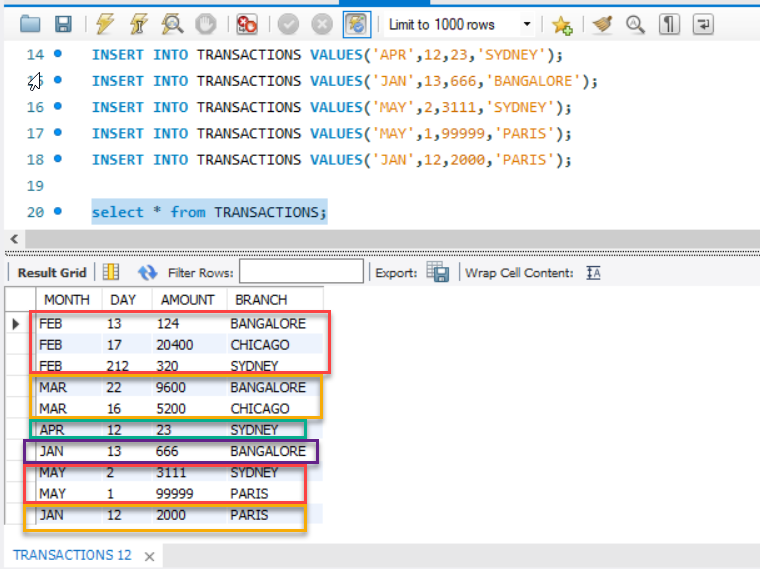 Limit to 1000 rows
14 INSERT INTO TRANSACTIONS VALUES('APR',12,23,'SYDNEY');
15 INSERT INTO TRANSACTIONS VALUES('JAN',13,666,'BANGALORE');
16 INSERT INTO TRANSACTIONS VALUES('MAY',2,3111,'SYDNEY');
17 INSERT INTO TRANSACTIONS VALUES('MAY',1,99999,'PARIS');
18 INSERT INTO TRANSACTIONS VALUES('JAN',12,2000,'PARIS');
19
20 select * from TRANSACTIONS;
Result Grid Filter Rows: Export: Wrap Cell Content: IA
MONTH DAY AMOUNT BRANCH
FEB 13 124 BANGALORE
FEB 17 20400 CHICAGO
FEB 212 320 SYDNEY
MAR 22 9600 BANGALORE
MAR 16 5200 CHICAGO
APR 12 23 SYDNEY
JAN 13 666 BANGALORE
MAY 2 3111 SYDNEY
MAY 1 99999 PARIS
JAN 12 2000 PARIS
TRANSACTIONS 12